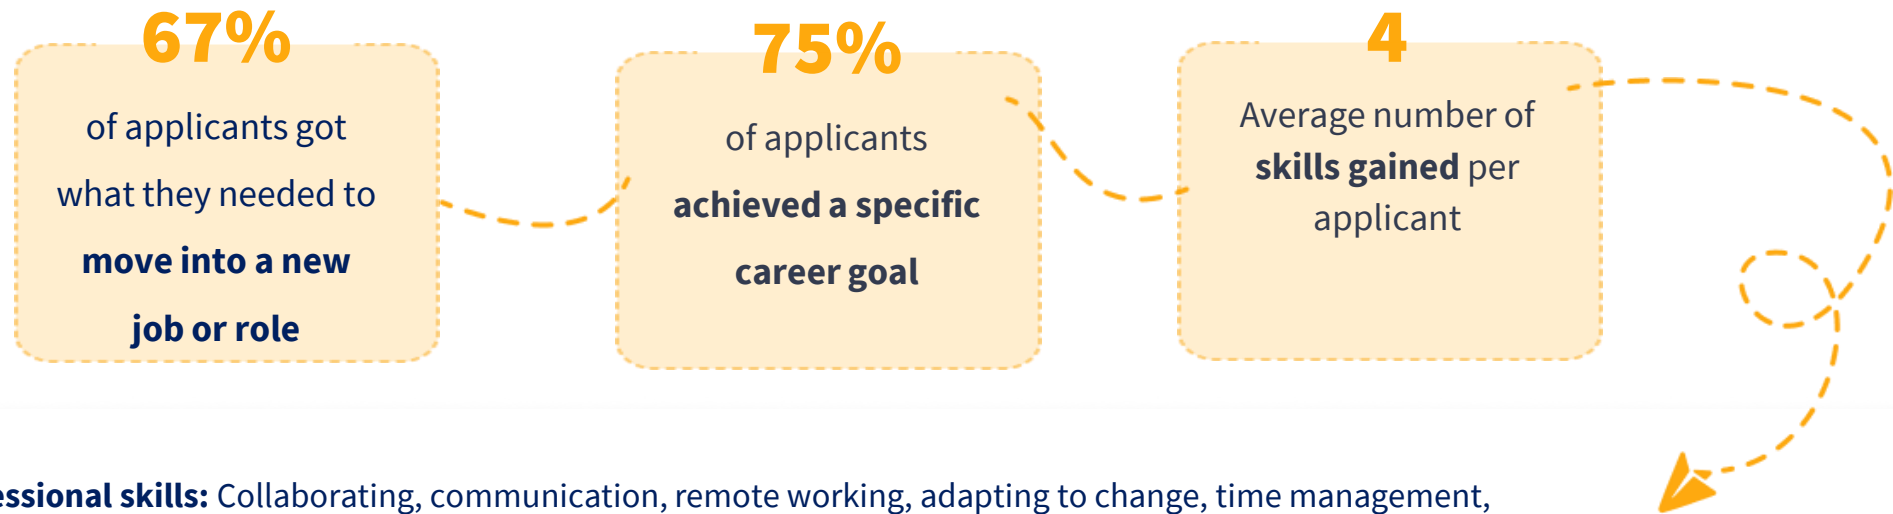 67%
of applicants got
what they needed to
move into a new
job or role
75%
of applicants
achieved a specific
career goal
4
Average number of
skills gained per
applicant
essional skills: Collaborating, communication, remote working, adapting to change, time management,